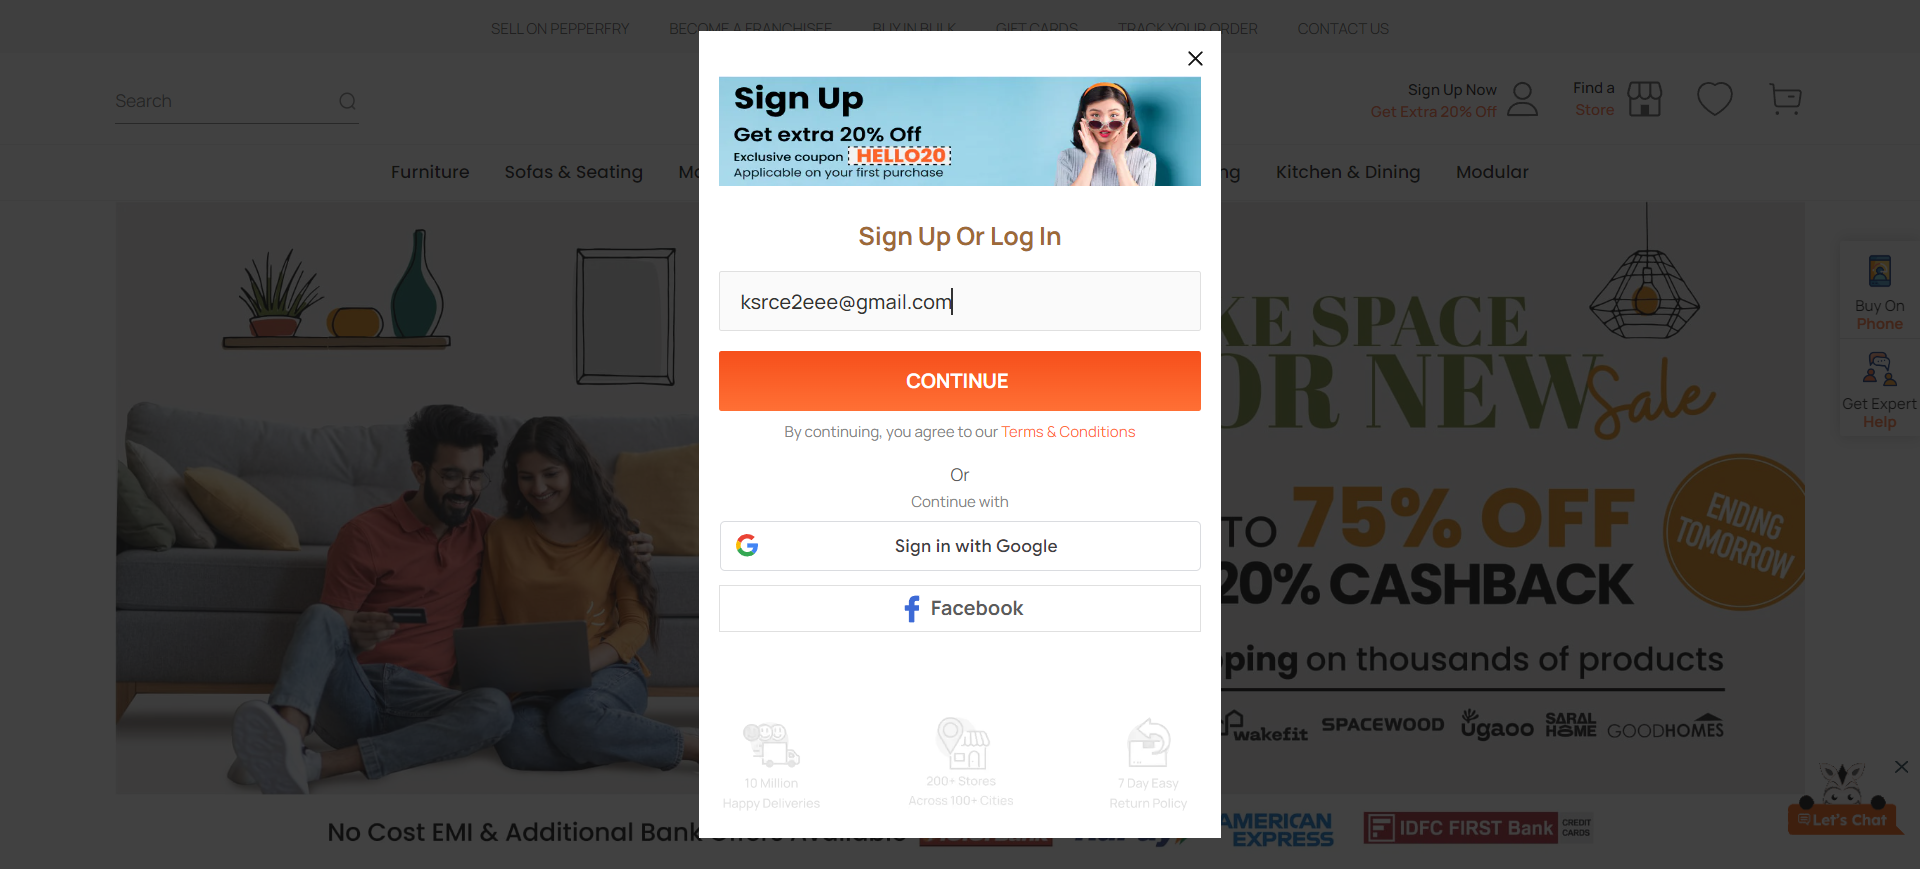 SELL ON PEPPERFRY
BECOME A FRANCHISEE
BUY IN BULK
GIFT CARDS
TRACK YOUR ORDER
CONTACT US
Search
Sign Up Now
Get Extra 20% Off
Find a
Store
Furniture
Sofas & Seating
Kitchen & Dining
Modular
Sign Up
Get extra 20% Off
Exclusive coupon HELLO20
Applicable on your first purchase
Sign Up Or Log In
ksrce2eee@gmail.com
CONTINUE
By continuing, you agree to our Terms & Conditions
Or
Continue with
Sign in with Google
Facebook
10 Million
Happy Deliveries
200+ Stores
Across 100+ Cities
7 Day Easy
Return Policy
KE SPACE
OR NEW Sale
TO 75% OFF
20% CASHBACK
ENDING
TOMORROW
pping on thousands of products
wakefit
SPACEWOOD
ugaoo
SARAL
HOME
GOODHOMES
Buy On
Phone
Get Expert
Help
Let's Chat
No Cost EMI & Additional Bank Offers Available
AMERICAN
EXPRESS
IDFC FIRST Bank
CREDIT
CARDS